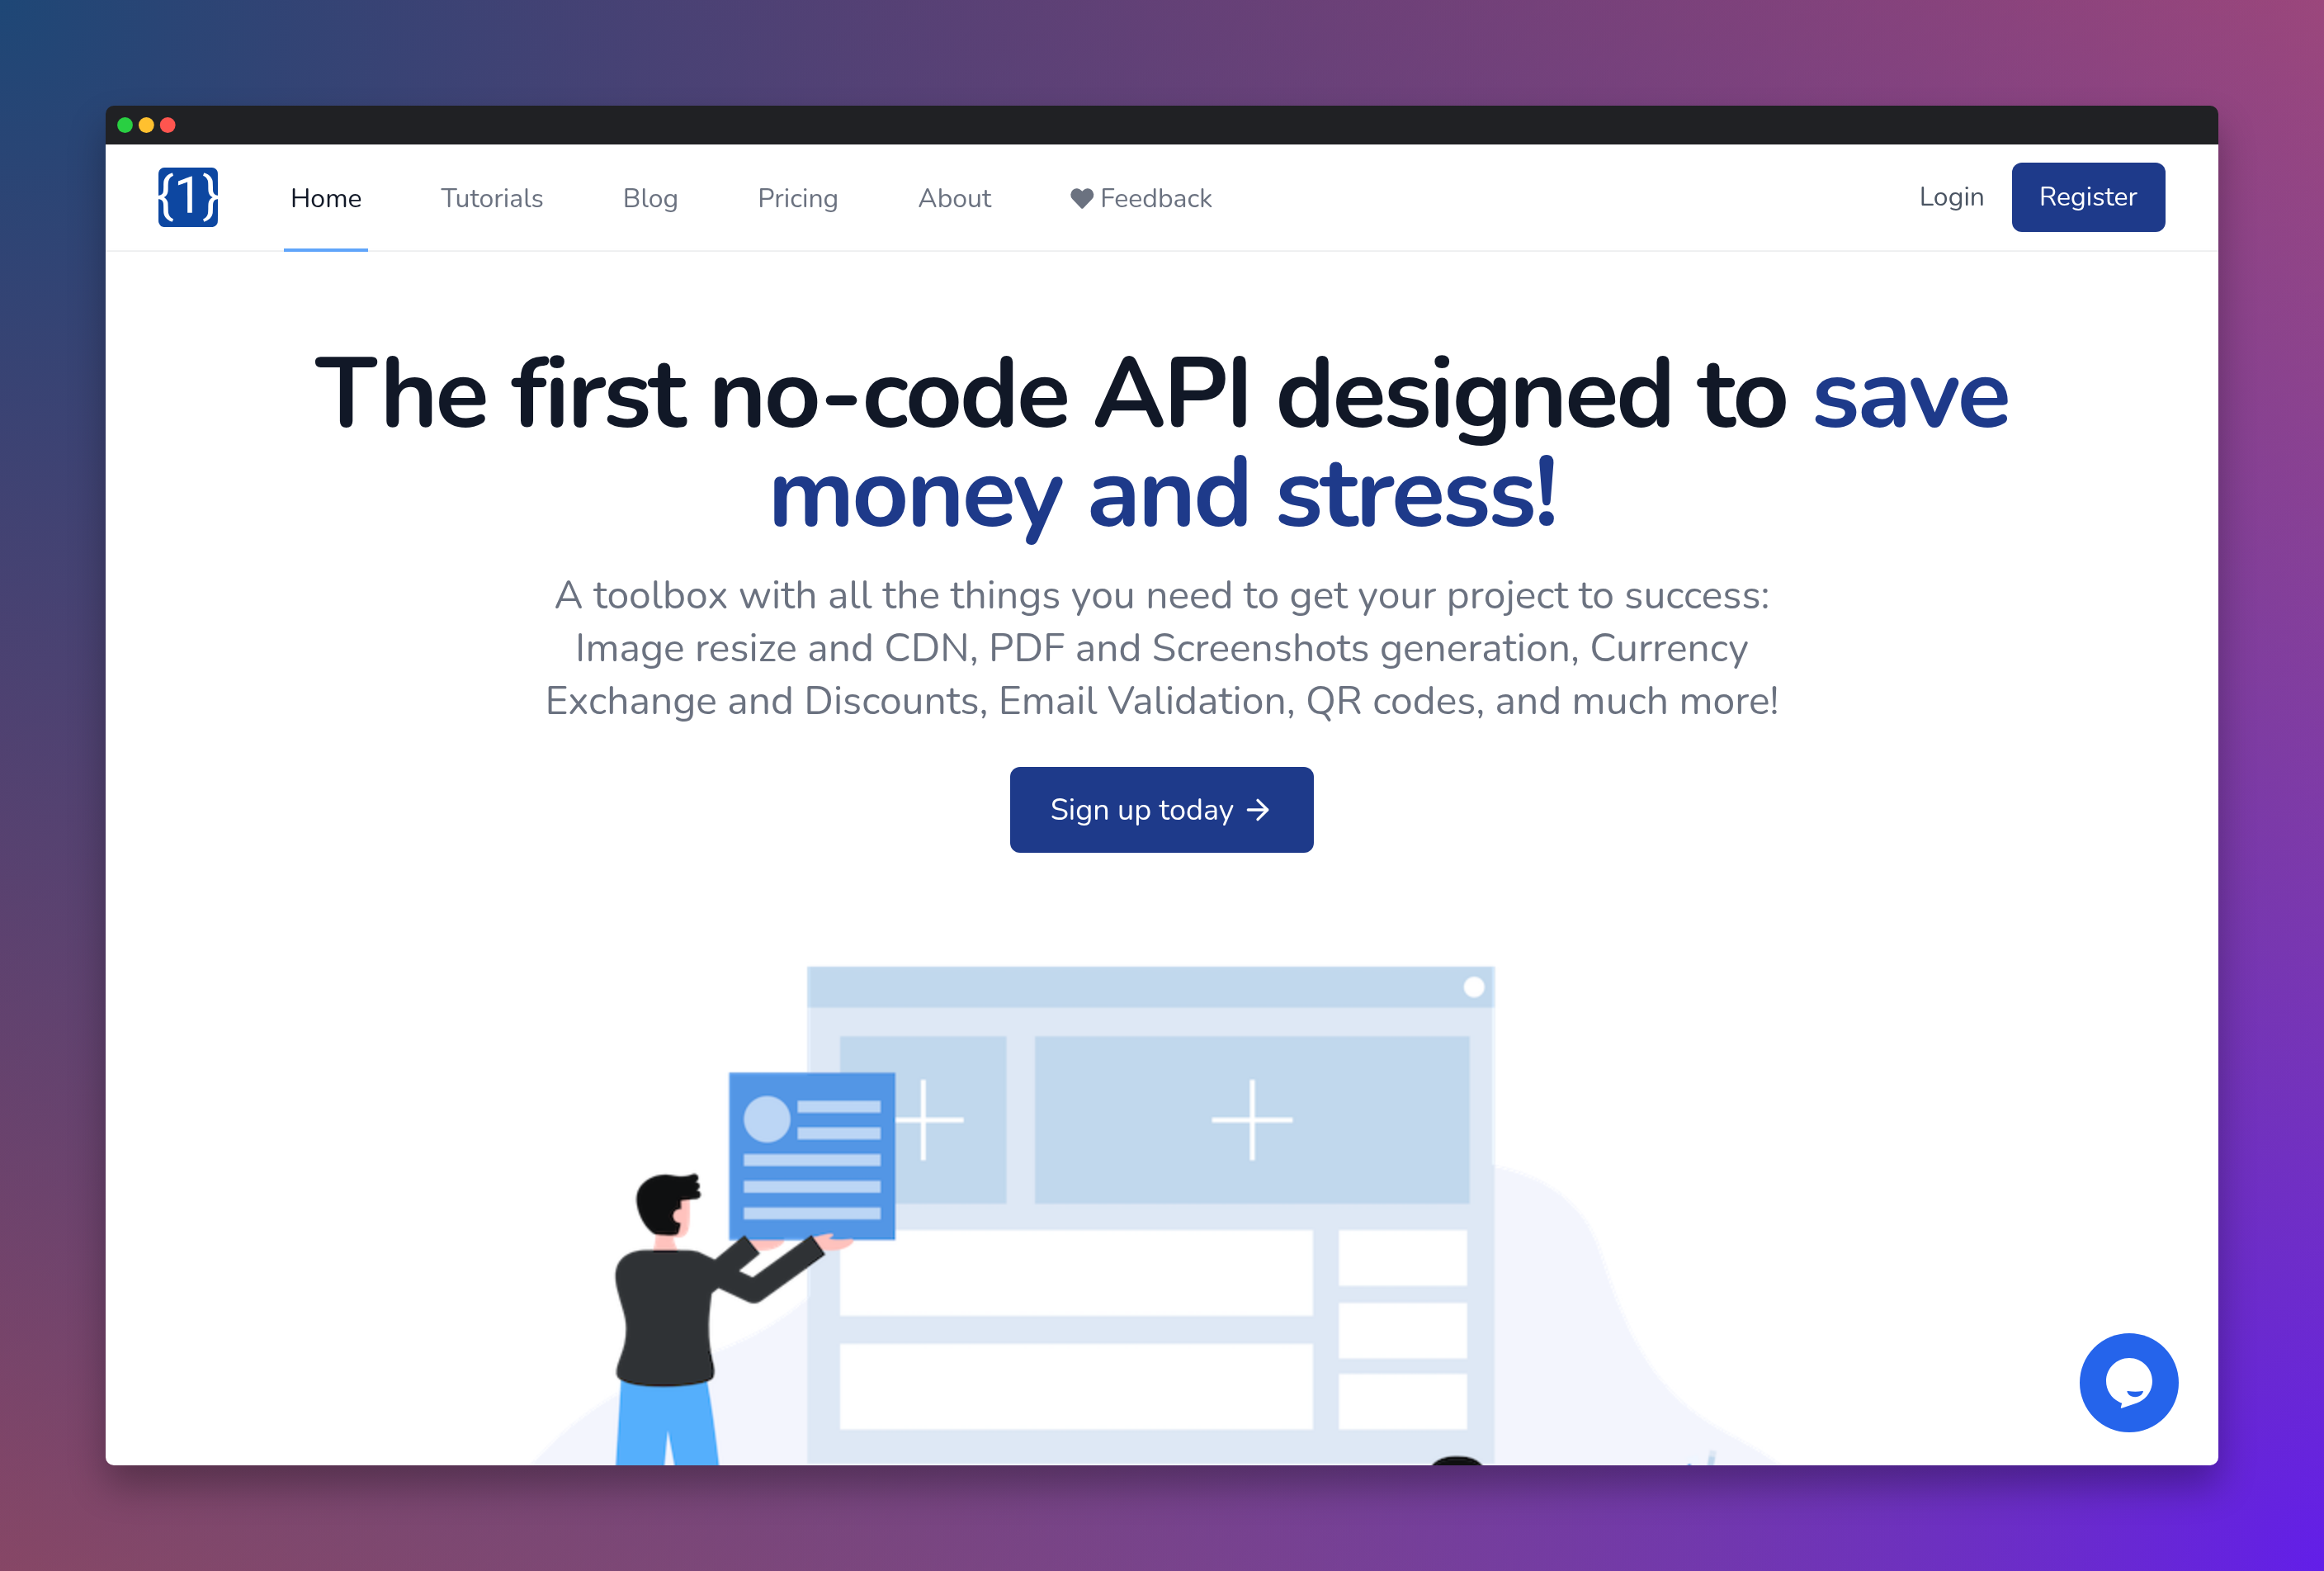 {1}
Home Tutorials Blog Pricing About Feedback Login Register
The first no-code API designed to save
money and stress!
A toolbox with all the things you need to get your project to success:
Image resize and CDN, PDF and Screenshots generation, Currency
Exchange and Discounts, Email Validation, QR codes, and much more!
Sign up today →